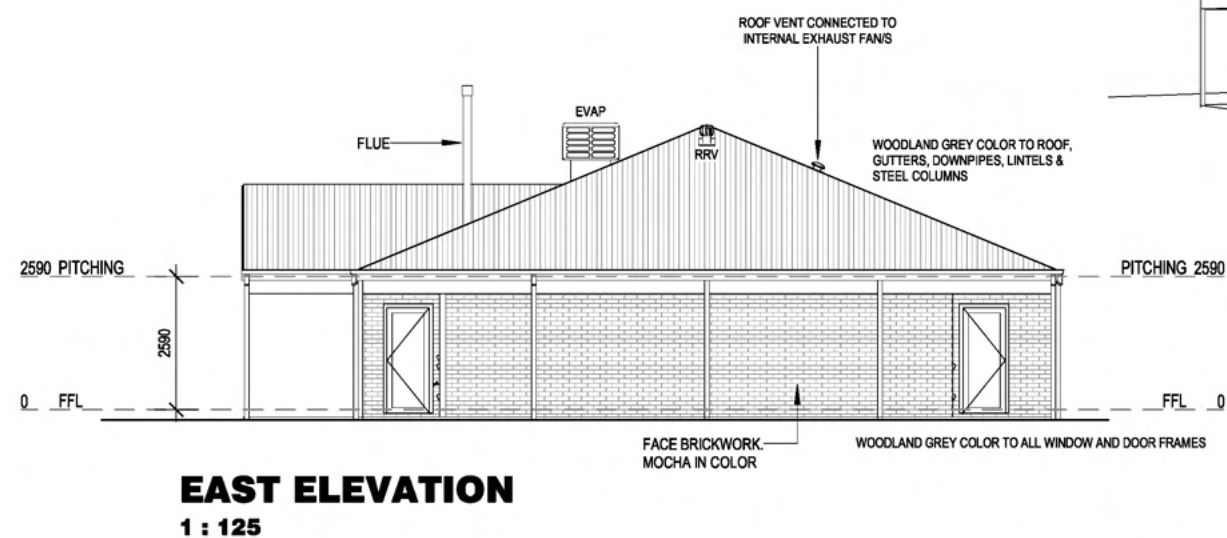 ROOF VENT CONNECTED TO
INTERNAL EXHAUST FAN/S
EVAP
FLUE
RRV
WOODLAND GREY COLOR TO ROOF,
GUTTERS, DOWNPIPES, LINTELS &
STEEL COLUMNS
2590 PITCHING
PITCHING 2590
2590
0 FFL
FFL 0
FACE BRICKWORK.
MOCHA IN COLOR
WOODLAND GREY COLOR TO ALL WINDOW AND DOOR FRAMES
EAST ELEVATION
1 : 125